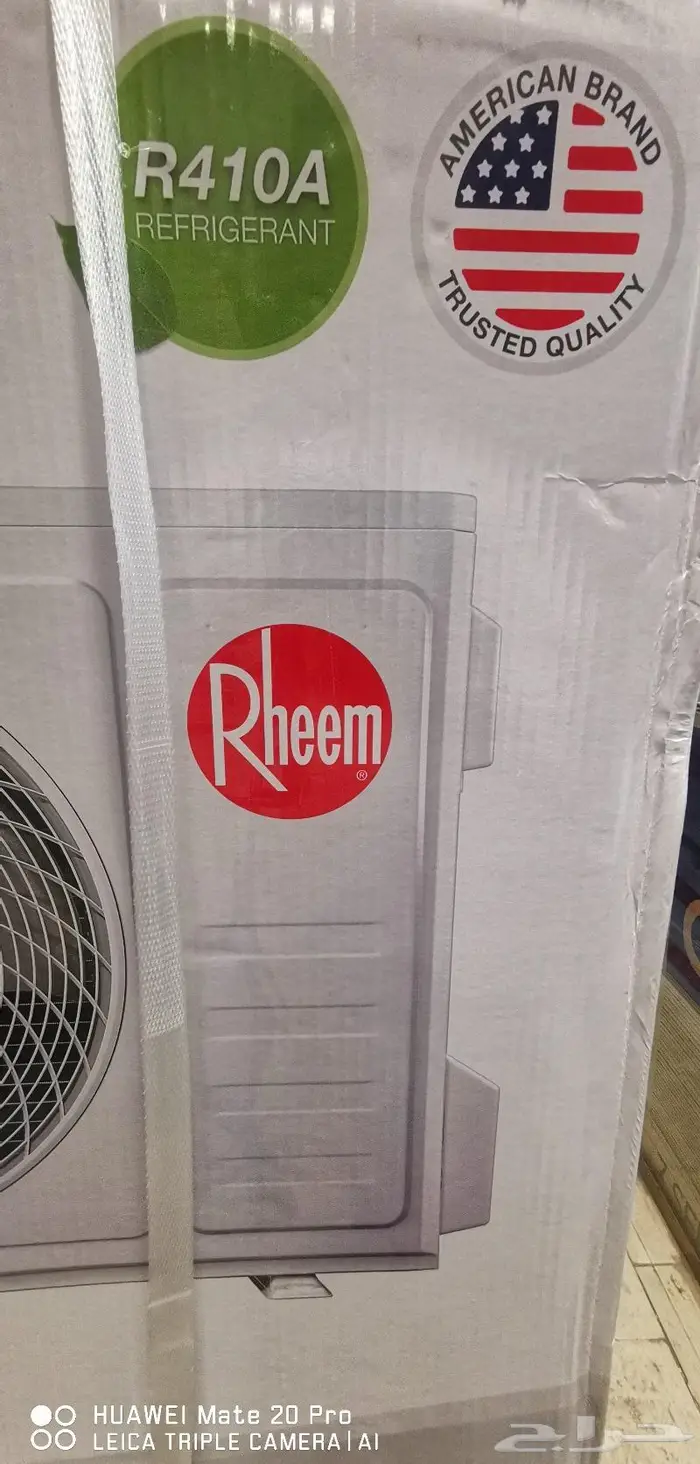 R410A
REFRIGERANT
AMERICAN BRAND
TRUSTED QUALITY
Rheem
®
HUAWEI Mate 20 Pro
LEICA TRIPLE CAMERA | AI
حراج